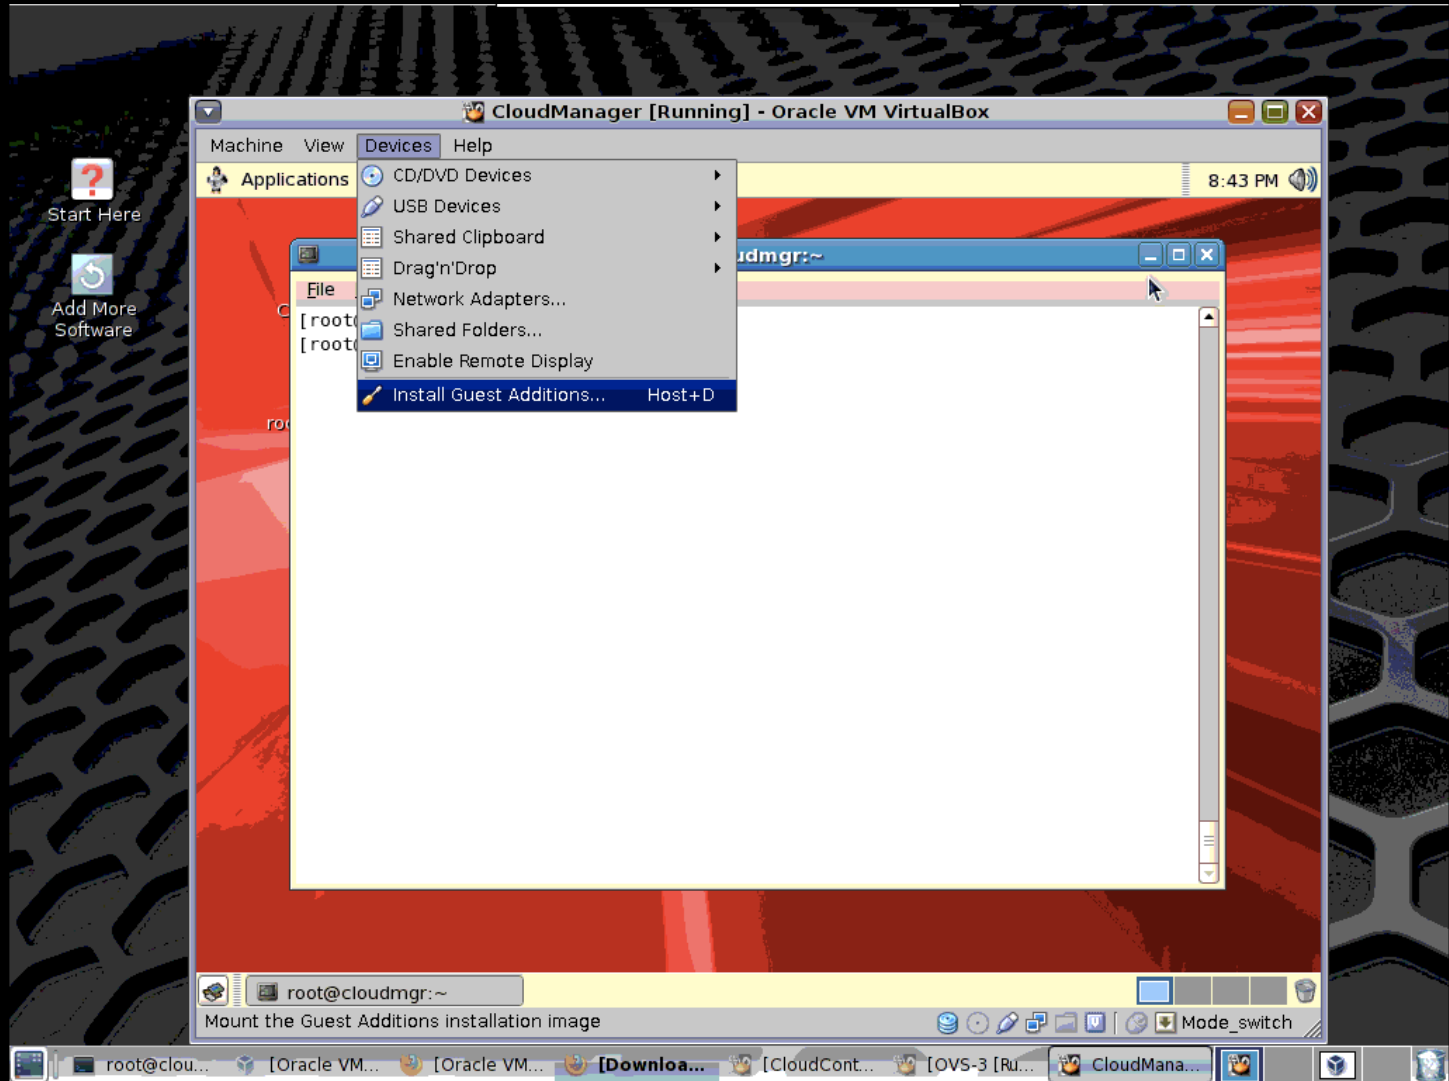 CloudManager [Running] - Oracle VM VirtualBox
Machine View Devices Help
Applications
8:43 PM
CD/DVD Devices
USB Devices
Shared Clipboard
Drag'n'Drop
Network Adapters...
Shared Folders...
Enable Remote Display
Install Guest Additions... Host+D
Start Here
Add More
Software
udmgr:~
File
C
[root
[root
roo
root@cloudmgr:~
Mount the Guest Additions installation image
Mode_switch
root@clou... [Oracle VM... [Oracle VM... [Downloa... [CloudCont... [OVS-3 [Ru... CloudMana...